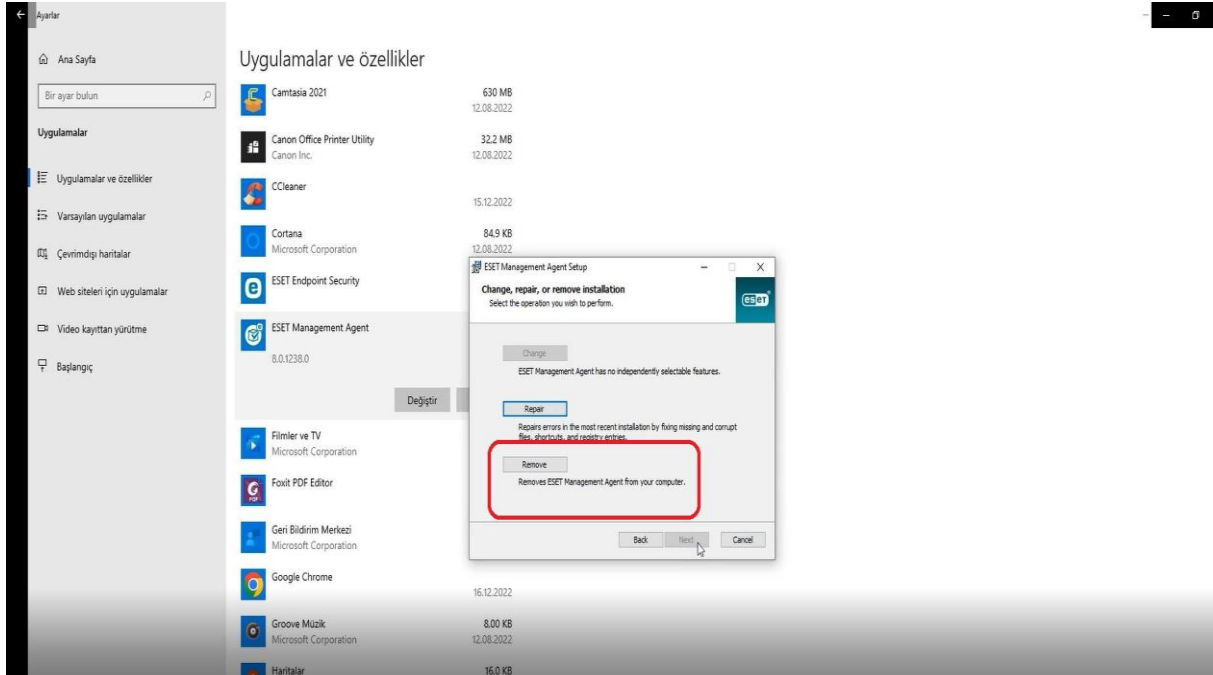 Ayarlar
Ana Sayfa
Bir ayar bulun
Uygulamalar
Uygulamalar ve özellikler
Varsayılan uygulamalar
Çevrimdışı haritalar
Web siteleri için uygulamalar
Video kayıttan yürütme
Başlangıç
Uygulamalar ve özellikler
Camtasia 2021
630 MB
12.08.2022
Canon Office Printer Utility
32,2 MB
Canon Inc.
12.08.2022
CCleaner
15.12.2022
Cortana
84,9 KB
Microsoft Corporation
12.08.2022
ESET Endpoint Security
ESET Management Agent
8.0.1238.0
Değiştir
Filmler ve TV
Microsoft Corporation
Foxit PDF Editor
Geri Bildirim Merkezi
Microsoft Corporation
Google Chrome
16.12.2022
Groove Müzik
8,00 KB
Microsoft Corporation
12.08.2022
Haritalar
16,0 KB
ESET Management Agent Setup
Change, repair, or remove installation
Select the operation you wish to perform.
eset
Change
ESET Management Agent has no independently selectable features.
Repair
Repairs errors in the most recent installation by fixing missing and corrupt
files, shortcuts, and registry entries.
Remove
Removes ESET Management Agent from your computer.
Back
Next
Cancel